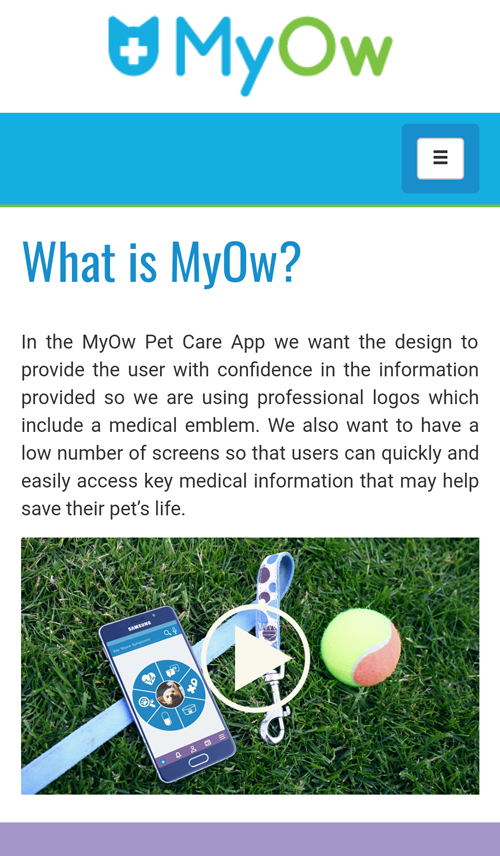 MyOw
What is MyOw?
In the MyOw Pet Care App we want the design to
provide the user with confidence in the information
provided so we are using professional logos which
include a medical emblem. We also want to have a
low number of screens so that users can quickly and
easily access key medical information that may help
save their pet’s life.
SAMSUNG